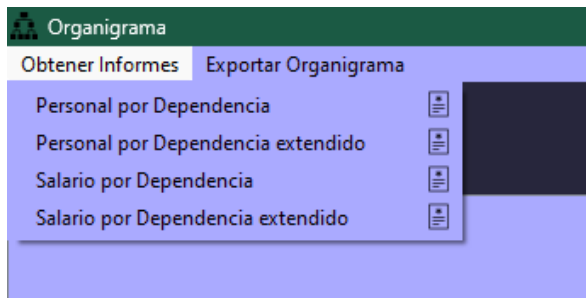 Organigrama
Obtener Informes Exportar Organigrama
Personal por Dependencia
Personal por Dependencia extendido
Salario por Dependencia
Salario por Dependencia extendido